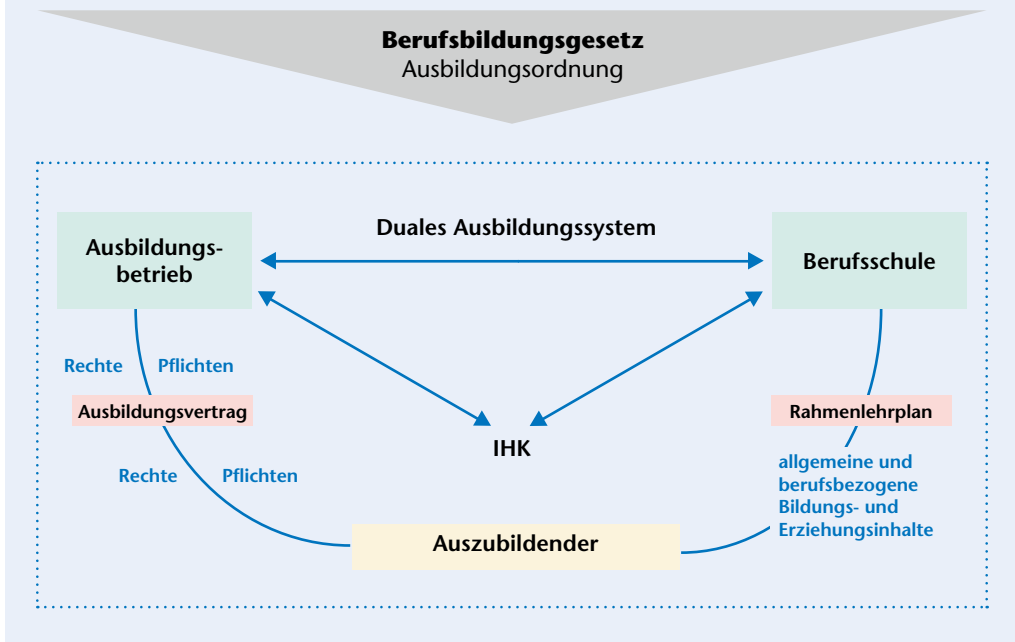 Berufsbildungsgesetz
Ausbildungsordnung
Duales Ausbildungssystem
Ausbildungs-
betrieb
Berufsschule
Rechte Pflichten
Ausbildungsvertrag
Rechte Pflichten
IHK
Rahmenlehrplan
allgemeine und
berufsbezogene
Bildungs- und
Erziehungsinhalte
Auszubildender